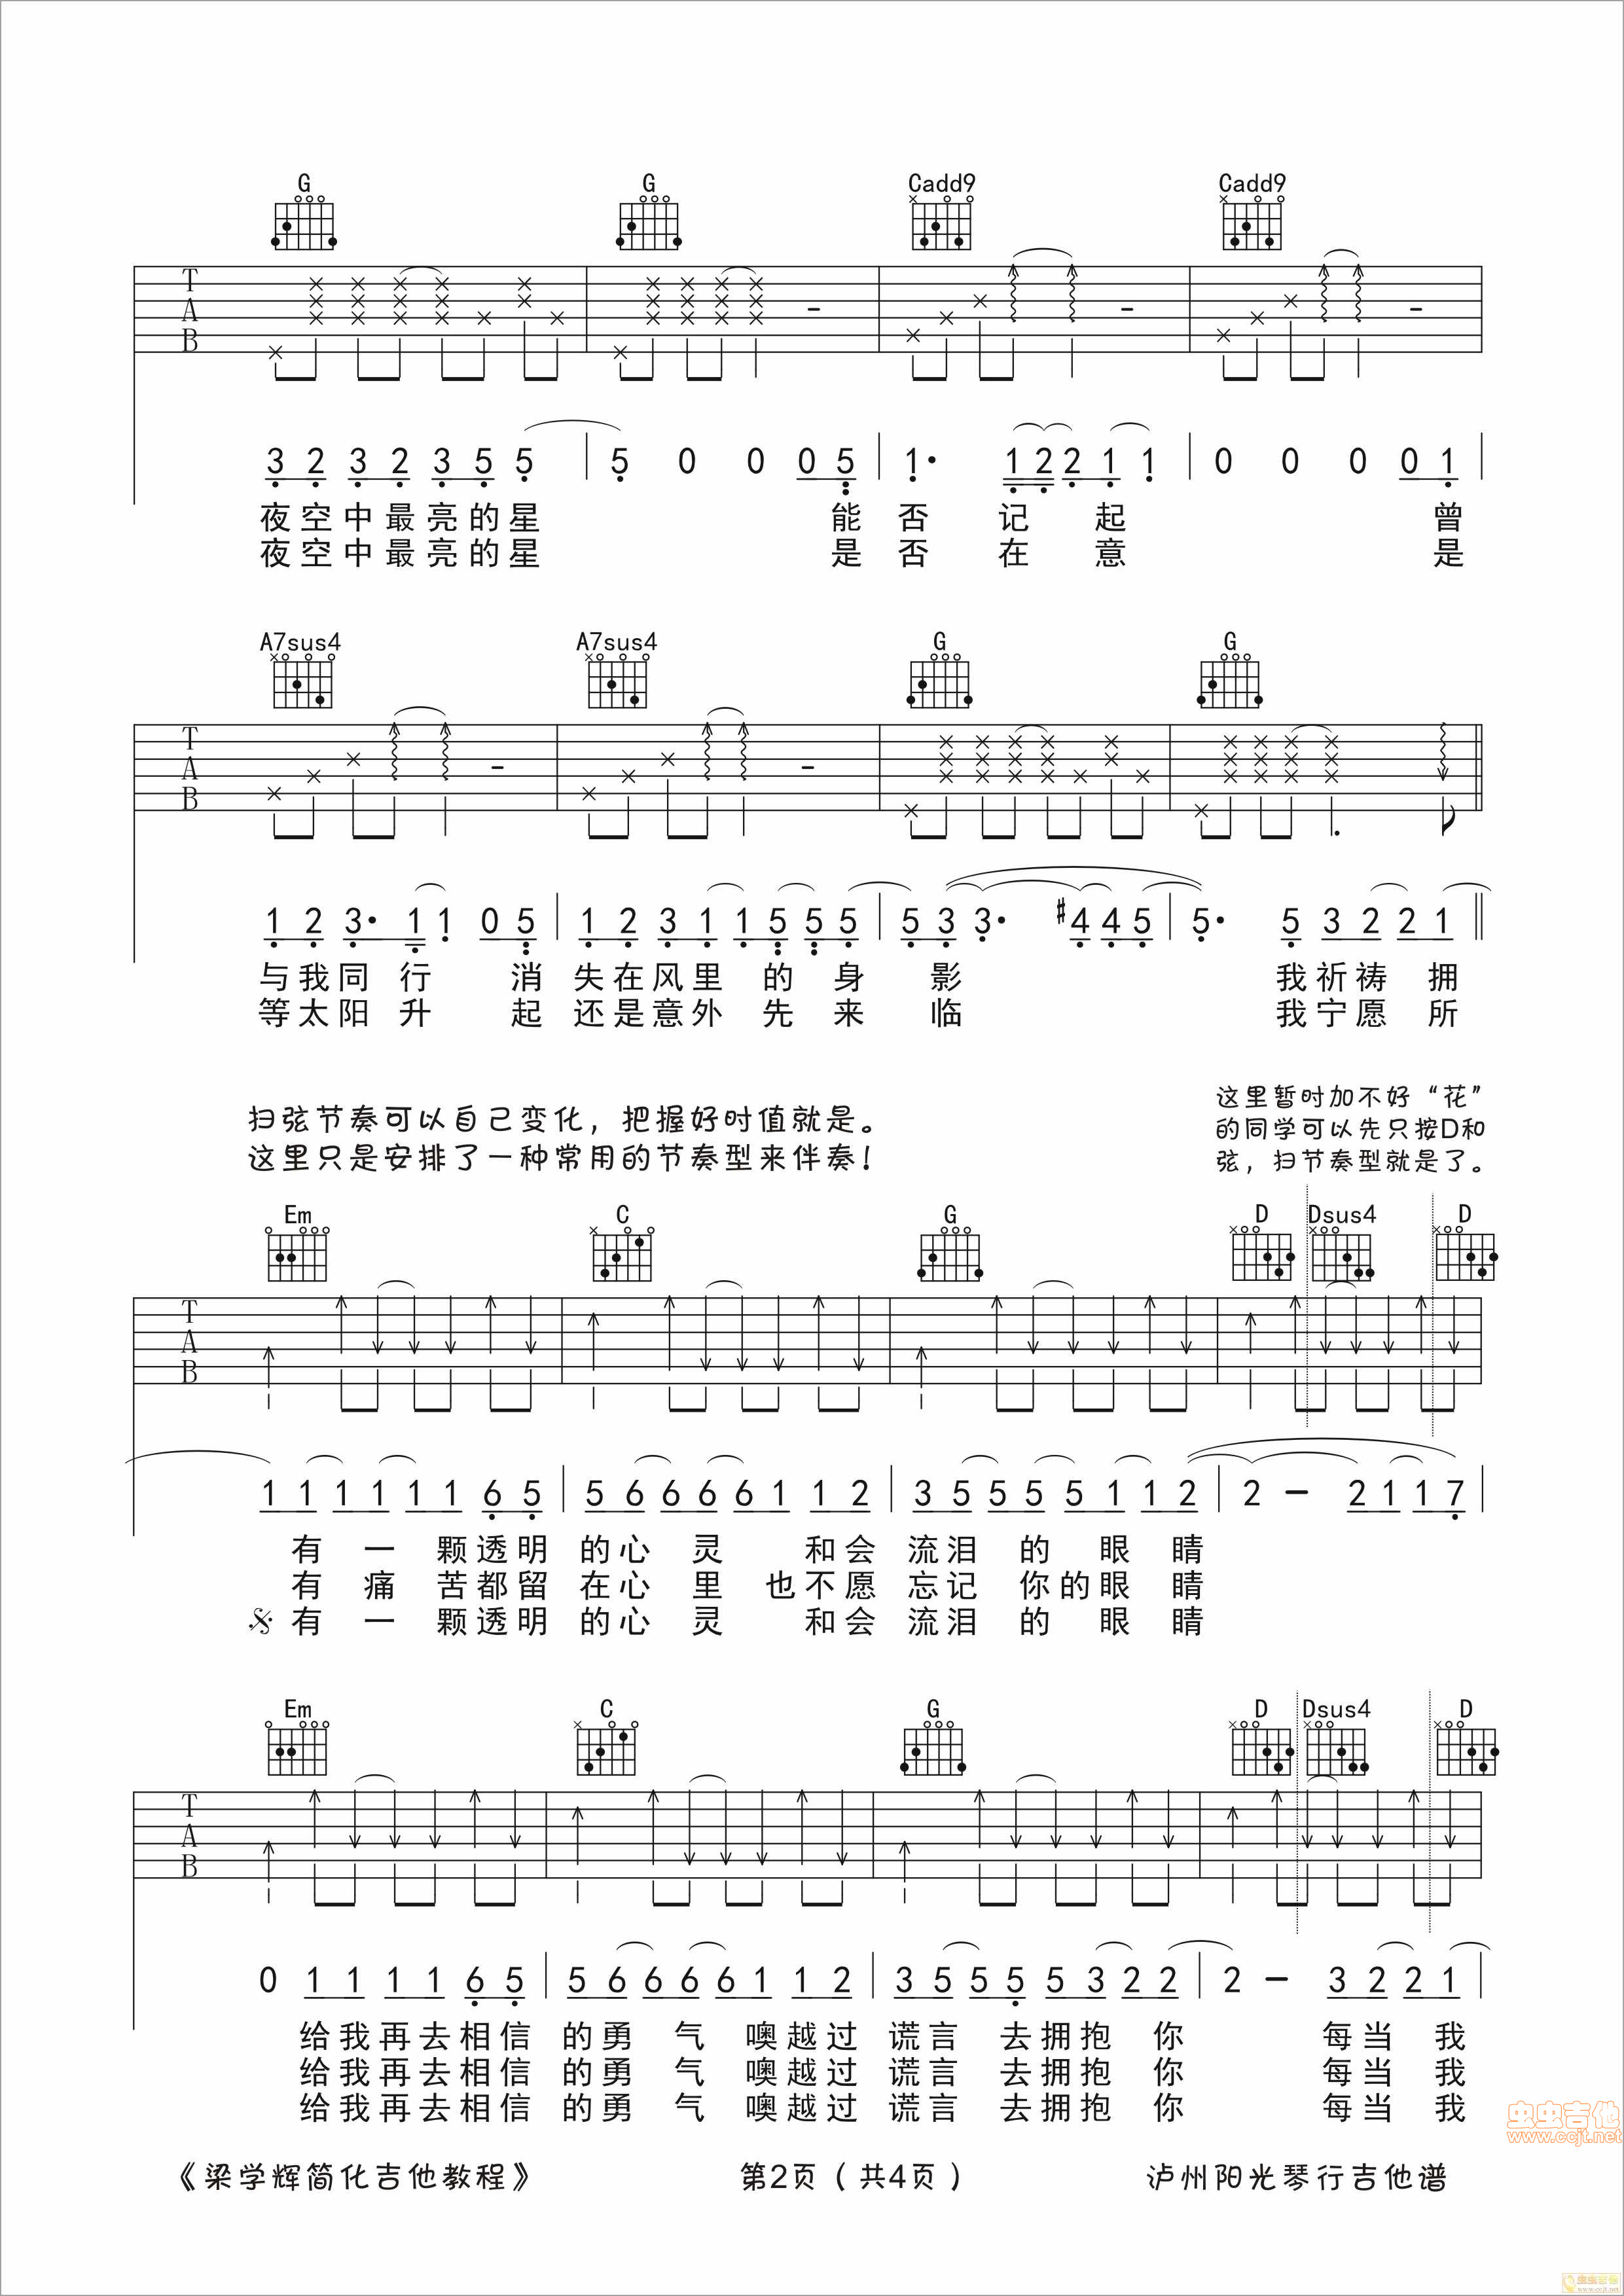 G G Cadd9 Cadd9
T
A
B
3 2 3 2 3 5 5 | 5 0 0 0 5 | 1· 1 2 2 1 1 | 0 0 0 0 1 |
夜空中最亮的星 能否记起 曾
夜空中最亮的星 是否在意 是
A7sus4 A7sus4 G G
T
A
B
1 2 3· 1 1 0 5 | 1 2 3 1 1 5 5 5 | 5 3 3· #4 4 5 | 5· 5 3 2 2 1 ||
与我同行 消失在风里的身影 我祈祷拥
等太阳升起还是意外先来临 我宁愿所
扫弦节奏可以自己变化，把握好时值就是。
这里只是安排了一种常用的节奏型来伴奏！
这里暂时加不好“花”
的同学可以先只按D和
弦，扫节奏型就是了。
Em C G D Dsus4 D
T
A
B
1 1 1 1 1 1 6 5 | 5 6 6 6 6 1 1 2 | 3 5 5 5 5 1 1 2 | 2 - 2 1 1 7 |
有一颗透明的心灵 和会流泪的眼睛
有痛苦都留在心里 也不愿忘记你的眼睛
𝄋 有一颗透明的心灵 和会流泪的眼睛
Em C G D Dsus4 D
T
A
B
0 1 1 1 1 6 5 | 5 6 6 6 6 1 1 2 | 3 5 5 5 5 3 2 2 | 2 - 3 2 2 1 |
给我再去相信的勇气 噢越过谎言去拥抱你 每当我
给我再去相信的勇气 噢越过谎言去拥抱你 每当我
给我再去相信的勇气 噢越过谎言去拥抱你 每当我
虫虫吉他
www.ccjt.net
《梁学辉简化吉他教程》 第2页（共4页） 泸州阳光琴行吉他谱
虫虫吉他
www.ccjt.net